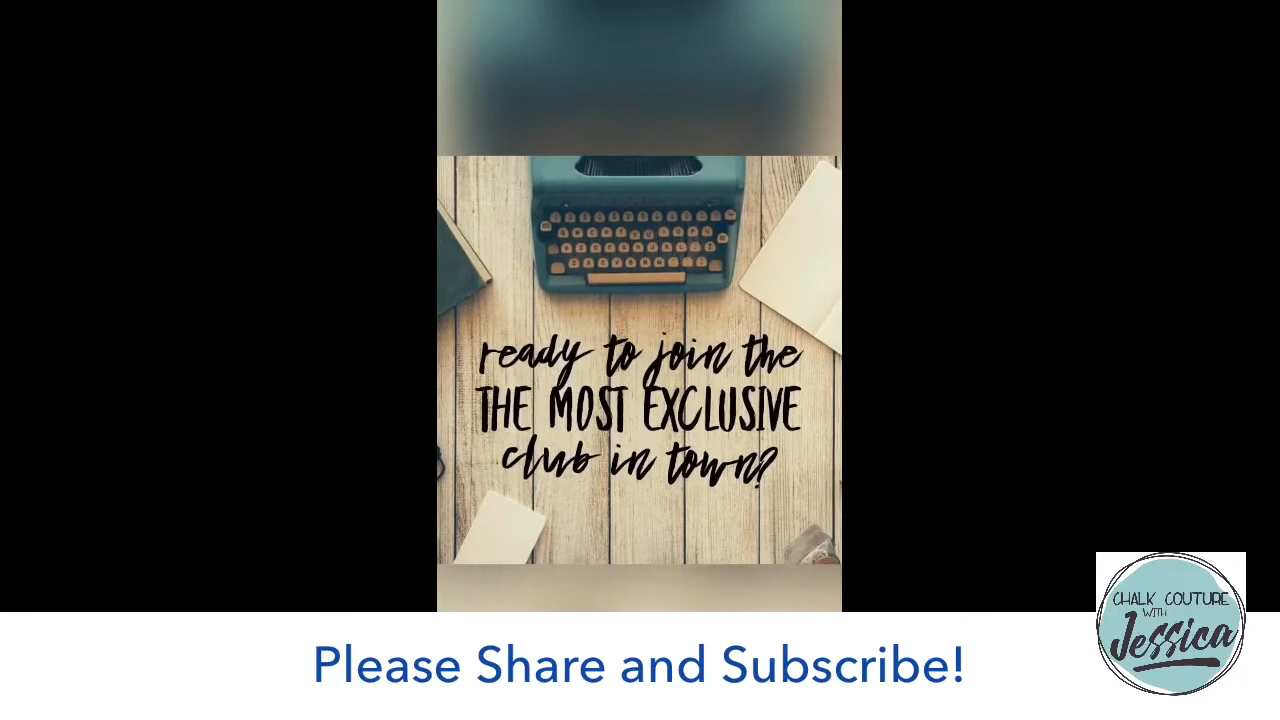 ready to join the
THE MOST EXCLUSIVE
club in town?
CHALK COUTURE
WITH
Jessica
Please Share and Subscribe!